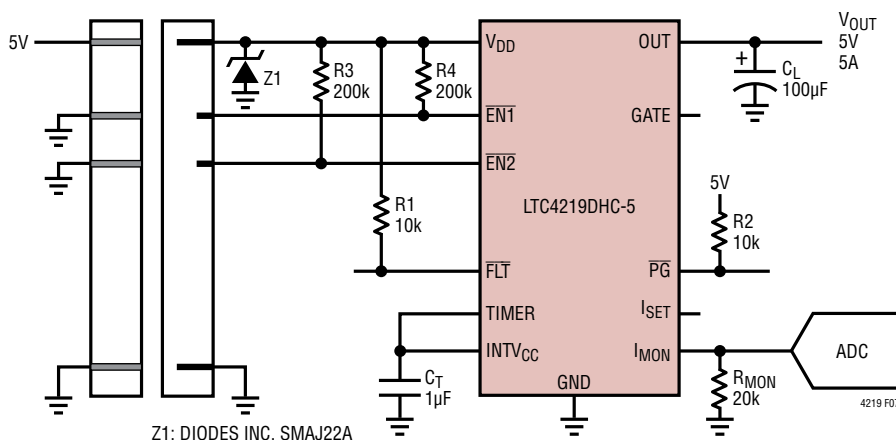 5V
Z1
R3
200k
R4
200k
R1
10k
VDD
EN1
EN2
FLT
TIMER
INTVCC
GND
LTC4219DHC-5
OUT
GATE
PG
ISET
IMON
VOUT
5V
5A
+
CL
100µF
5V
R2
10k
RMON
20k
ADC
CT
1µF
4219 F07
Z1: DIODES INC. SMAJ22A